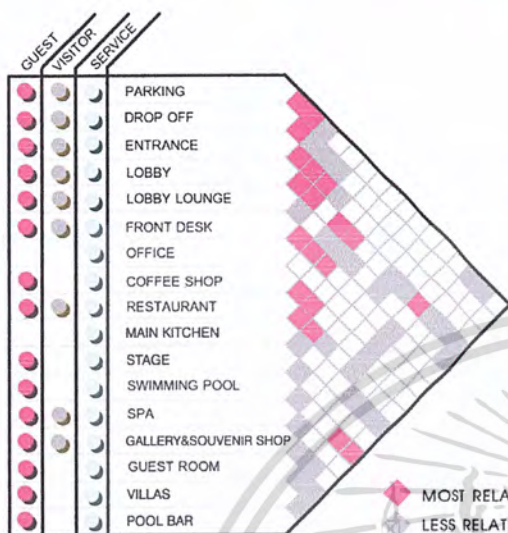 GUEST
VISITOR
SERVICE
PARKING
DROP OFF
ENTRANCE
LOBBY
LOBBY LOUNGE
FRONT DESK
OFFICE
COFFEE SHOP
RESTAURANT
MAIN KITCHEN
STAGE
SWIMMING POOL
SPA
GALLERY&SOUVENIR SHOP
GUEST ROOM
VILLAS
POOL BAR
MOST RELA
LESS RELAT